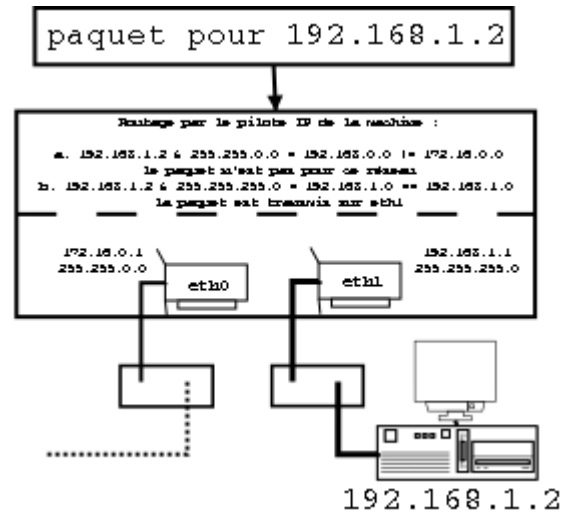 paquet pour 192.168.1.2
Routage par le pilote IP de la machine :
a. 192.168.1.2 & 255.255.0.0 = 192.168.0.0 != 172.16.0.0
le paquet n'est pas pour ce réseau
b. 192.168.1.2 & 255.255.255.0 = 192.168.1.0 == 192.168.1.0
le paquet est transmis sur eth1
172.16.0.1
255.255.0.0
eth0
eth1
192.168.1.1
255.255.255.0
192.168.1.2